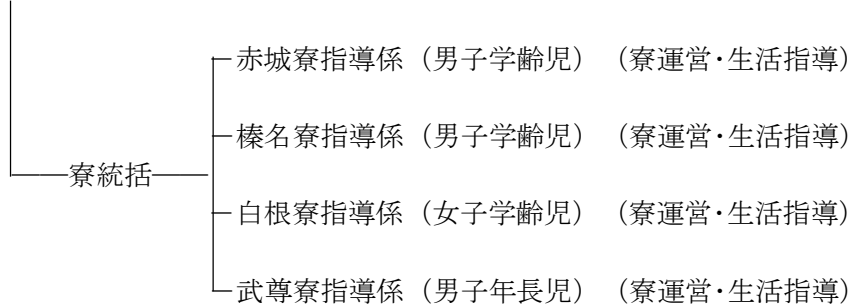 赤城寮指導係（男子学齢児）（寮運営･生活指導）
榛名寮指導係（男子学齢児）（寮運営･生活指導）
寮統括
白根寮指導係（女子学齢児）（寮運営･生活指導）
武尊寮指導係（男子年長児）（寮運営･生活指導）